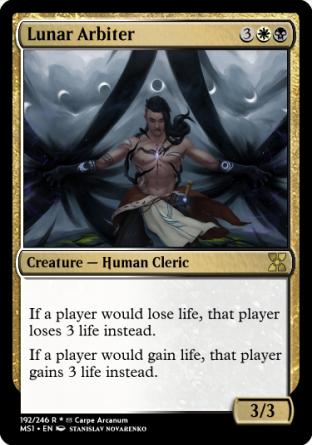 Lunar Arbiter 3
Creature — Human Cleric
If a player would lose life, that player
loses 3 life instead.
If a player would gain life, that player
gains 3 life instead.
3/3
192/246 R * Carpe Arcanum
MS1 • EN STANISLAV NOVARENKO